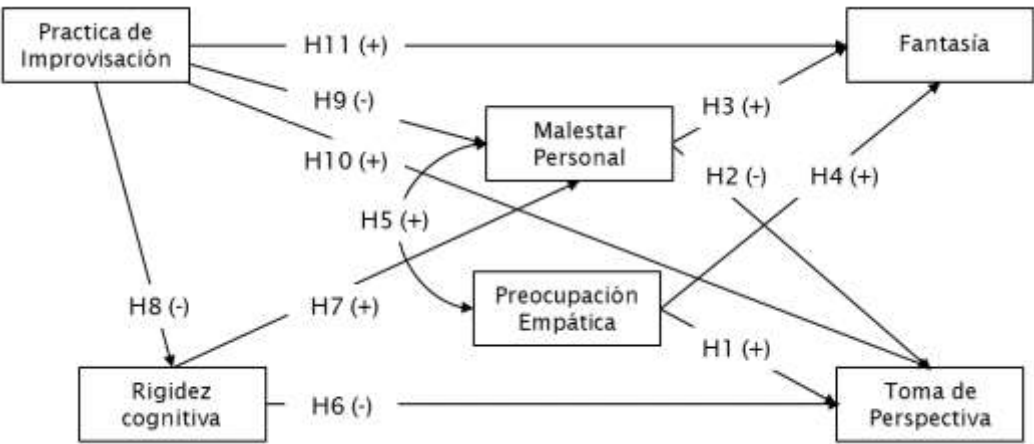 Practica de
Improvisación
H11 (+)
Fantasía
H9 (-)
H3 (+)
Malestar
Personal
H10 (+)
H2 (-)
H4 (+)
H5 (+)
Preocupación
Empática
H8 (-)
H7 (+)
H1 (+)
Rigidez
cognitiva
H6 (-)
Toma de
Perspectiva